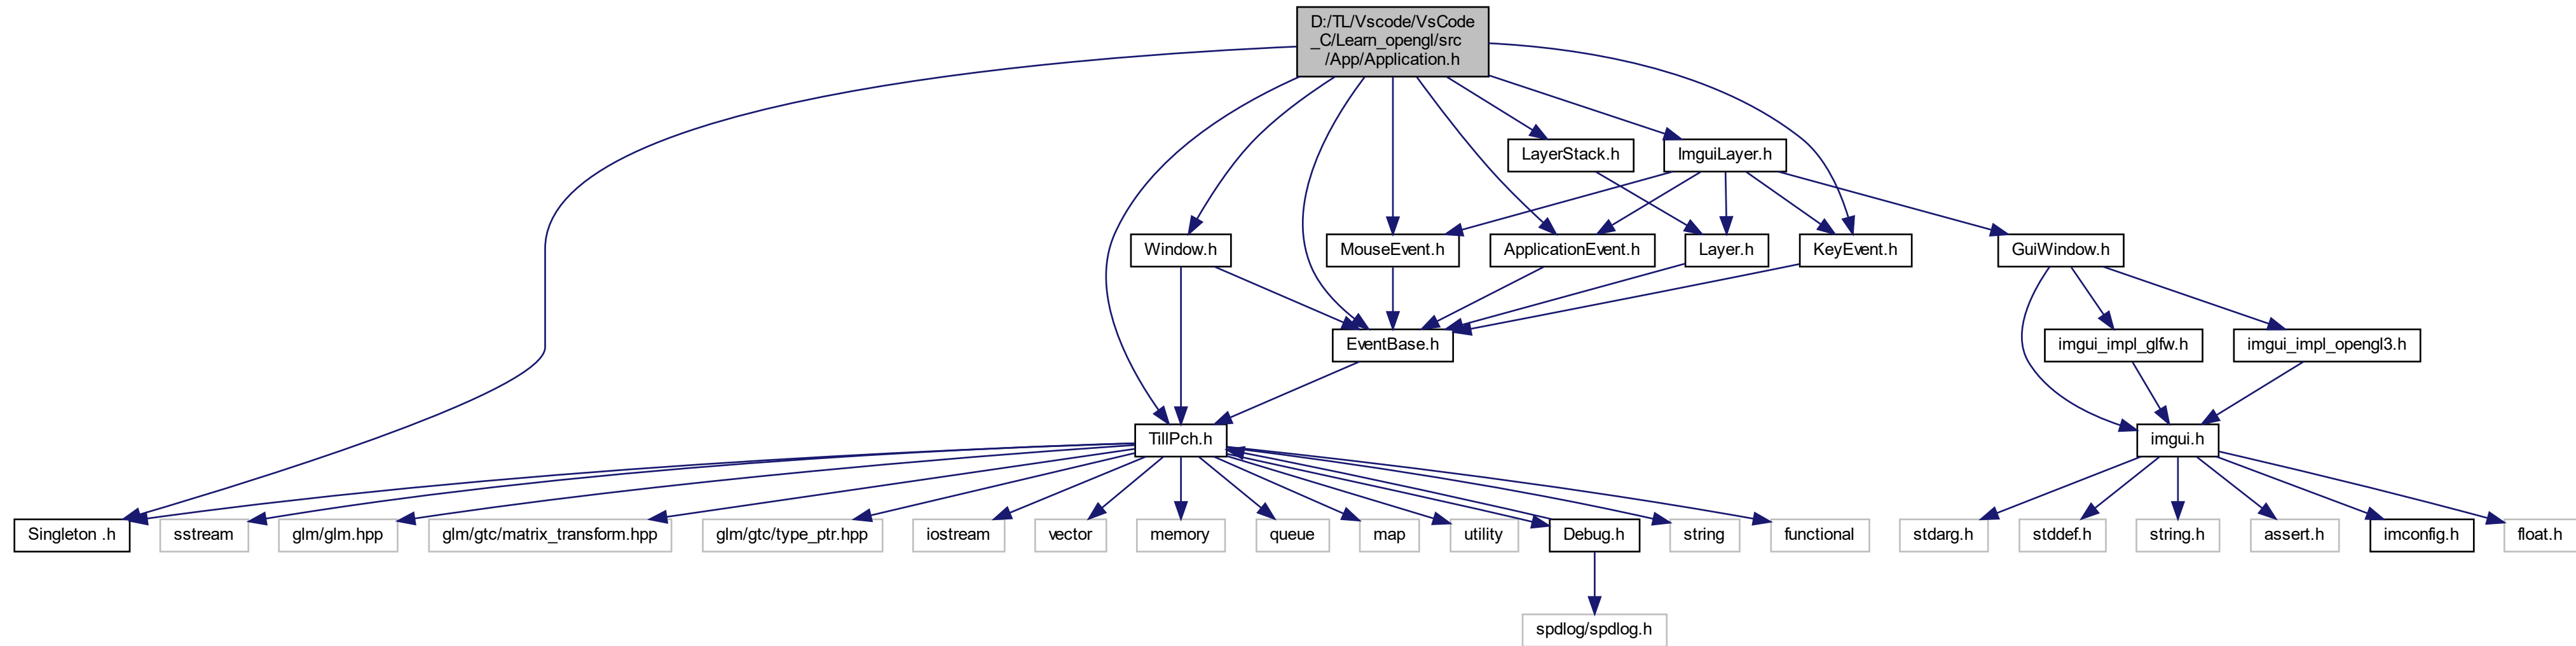 D:/TL/Vscode/VsCode
_C/Learn_opengl/src
/App/Application.h
LayerStack.h
ImguiLayer.h
Window.h
MouseEvent.h
ApplicationEvent.h
Layer.h
KeyEvent.h
GuiWindow.h
EventBase.h
imgui_impl_glfw.h
imgui_impl_opengl3.h
TillPch.h
imgui.h
Singleton .h
sstream
glm/glm.hpp
glm/gtc/matrix_transform.hpp
glm/gtc/type_ptr.hpp
iostream
vector
memory
queue
map
utility
Debug.h
string
functional
stdarg.h
stddef.h
string.h
assert.h
imconfig.h
float.h
spdlog/spdlog.h